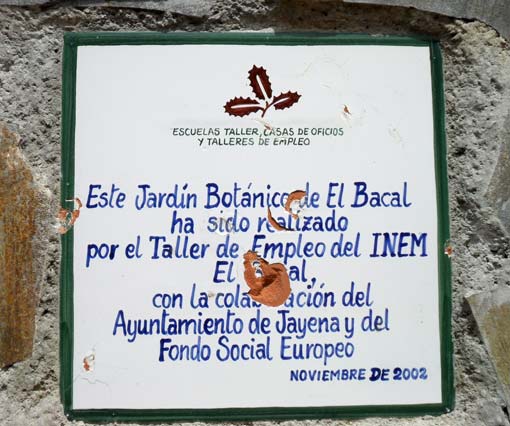 ESCUELAS TALLER, CASAS DE OFICIOS
Y TALLERES DE EMPLEO
Este Jardín Botánico de El Bacal
ha sido realizado
por el Taller de Empleo del INEM
El
con la colaboración del
Ayuntamiento de Jayena y del
Fondo Social Europeo
NOVIEMBRE DE 2002